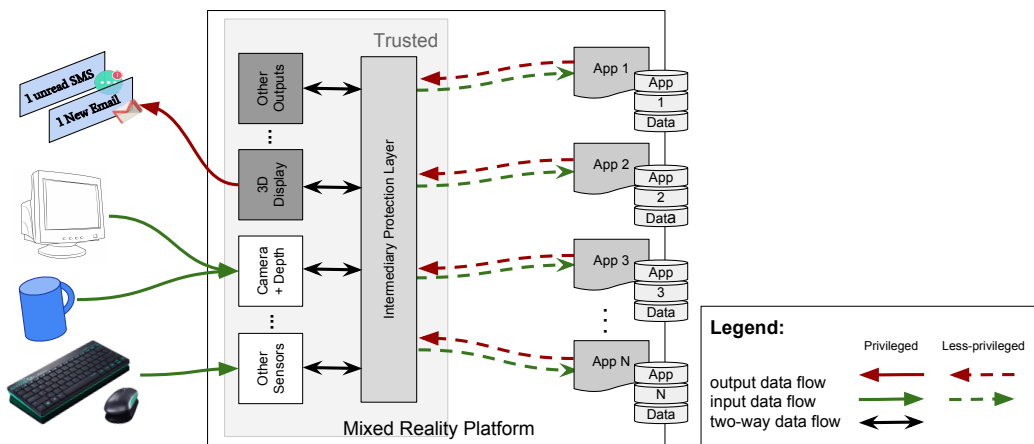 Trusted
1 unread SMS
1 New Email
Other
Outputs
...
3D
Display
Camera
+ Depth
...
Other
Sensors
Intermediary Protection Layer
App 1
App
1
Data
App 2
App
2
Data
App 3
App
3
Data
...
App N
App
N
Data
Mixed Reality Platform
Legend:
Privileged Less-privileged
output data flow
input data flow
two-way data flow